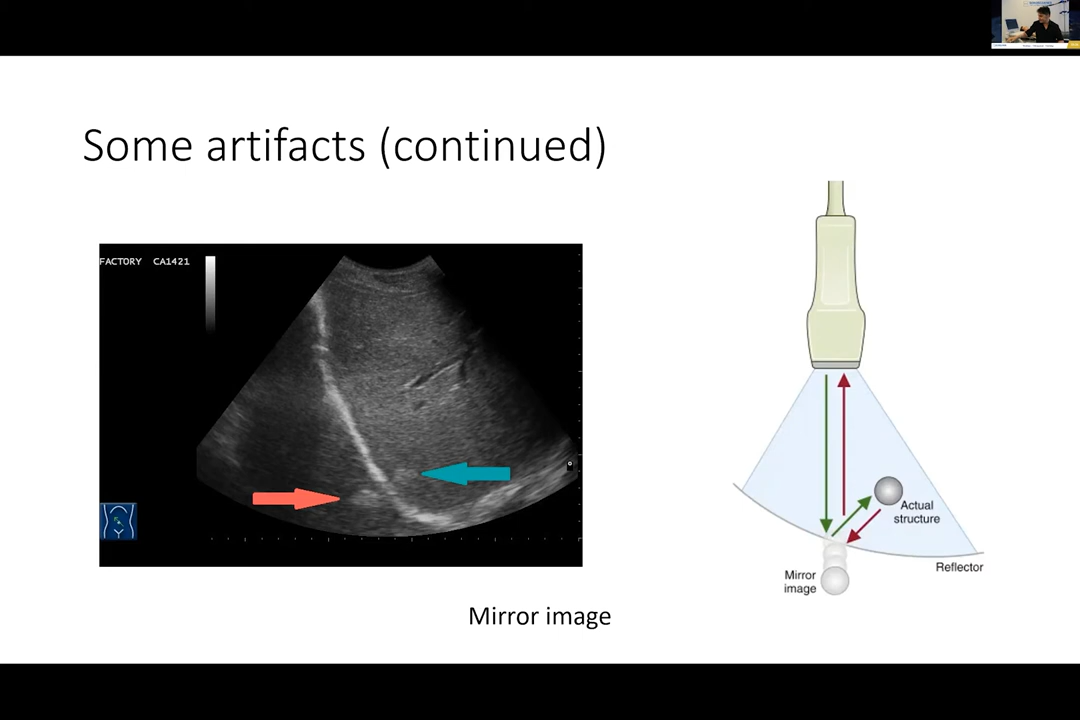 Some artifacts (continued)
FACTORY CA1421
Actual
structure
Reflector
Mirror
image
Mirror image